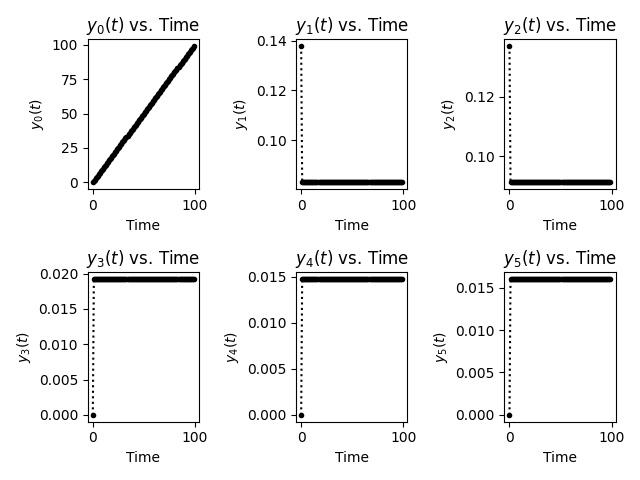 y₀(t) vs. Time
y₁(t) vs. Time
y₂(t) vs. Time
100
75
50
25
0
y₀(t)
0
100
Time
0.14
0.12
0.10
y₁(t)
0
100
Time
0.12
0.10
y₂(t)
0
100
Time
y₃(t) vs. Time
y₄(t) vs. Time
y₅(t) vs. Time
0.020
0.015
0.010
0.005
0.000
y₃(t)
0
100
Time
0.015
0.010
0.005
0.000
y₄(t)
0
100
Time
0.015
0.010
0.005
0.000
y₅(t)
0
100
Time